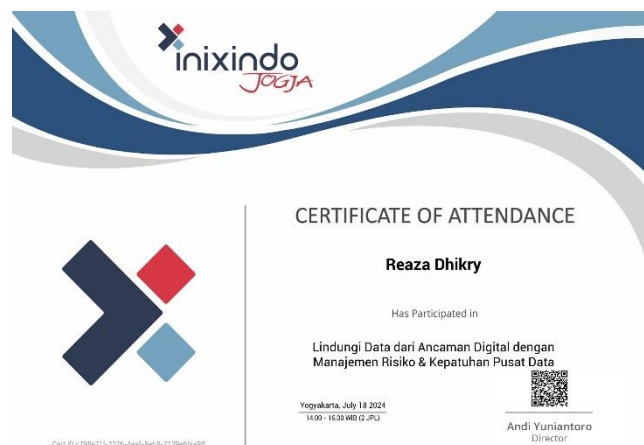 inixindo
JOGJA
CERTIFICATE OF ATTENDANCE
Reaza Dhikry
Has Participated in
Lindungi Data dari Ancaman Digital dengan
Manajemen Risiko & Kepatuhan Pusat Data
Yogyakarta, July 18 2024
14:00 - 16:00 WIB (2 JPL)
Andi Yuniantoro
Director